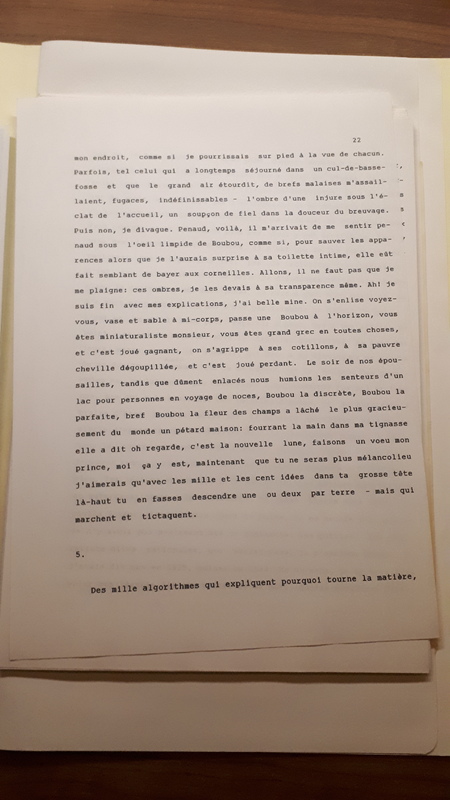 22
mon endroit, comme si je pourrissais sur pied à la vue de chacun.
Parfois, tel celui qui a longtemps séjourné dans un cul-de-basse-
fosse et que le grand air étourdit, de brefs malaises m'assail-
laient, fugaces, indéfinissables - l'ombre d'une injure sous l'é-
clat de l'accueil, un soupçon de fiel dans la douceur du breuvage.
Puis non, je divague. Penaud, voilà, il m'arrivait de me sentir pe-
naud sous l'oeil limpide de Boubou, comme si, pour sauver les appa-
rences alors que je l'aurais surprise à sa toilette intime, elle eût
fait semblant de bayer aux corneilles. Allons, il ne faut pas que je
me plaigne: ces ombres, je les devais à sa transparence même. Ah! je
suis fin avec mes explications, j'ai belle mine. On s'enlise voyez-
vous, vase et sable à mi-corps, passe une Boubou à l'horizon, vous
êtes miniaturaliste monsieur, vous êtes grand grec en toutes choses,
et c'est joué gagnant, on s'agrippe à ses cotillons, à sa pauvre
cheville dégoupillée, et c'est joué perdant. Le soir de nos épou-
sailles, tandis que dûment enlacés nous humions les senteurs d'un
lac pour personnes en voyage de noces, Boubou la discrète, Boubou la
parfaite, bref Boubou la fleur des champs a lâché le plus gracieu-
sement du monde un pétard maison: fourrant la main dans ma tignasse
elle a dit oh regarde, c'est la nouvelle lune, faisons un voeu mon
prince, moi ça y est, maintenant que tu ne seras plus mélancolieu
j'aimerais qu'avec les mille et les cent idées dans ta grosse tête
là-haut tu en fasses descendre une ou deux par terre - mais qui
marchent et tictaquent.
5.
Des mille algorithmes qui expliquent pourquoi tourne la matière,